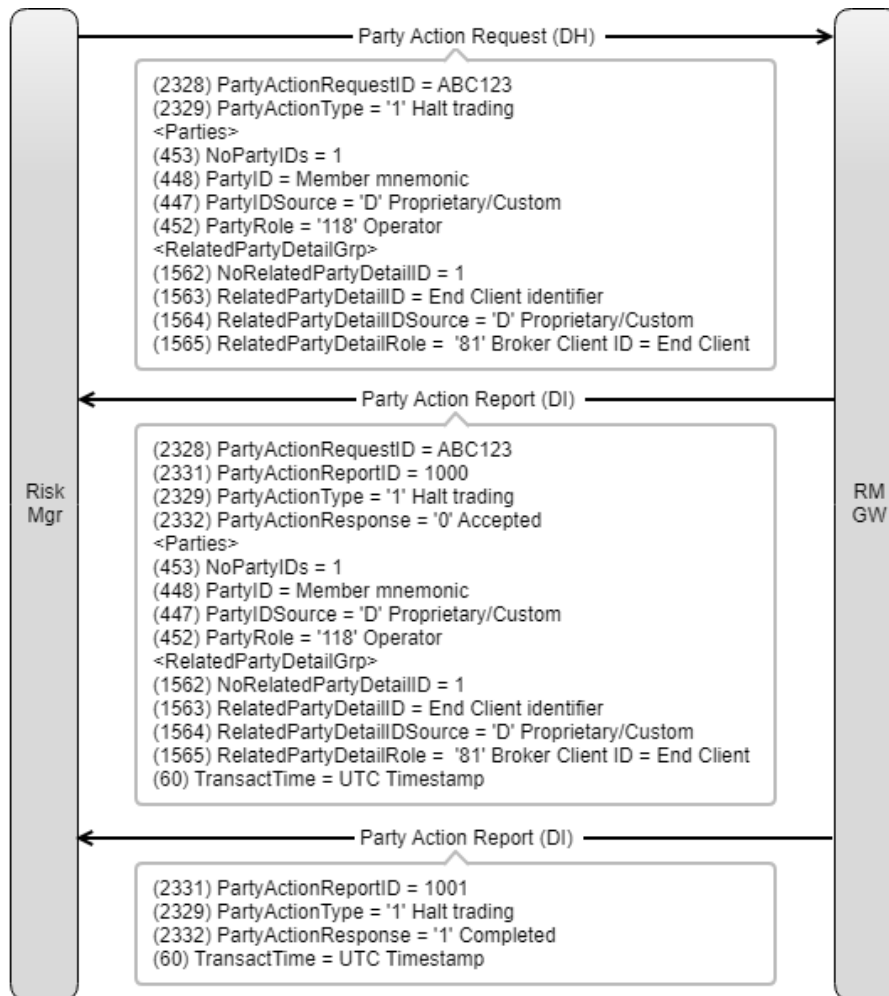 Party Action Request (DH)
(2328) PartyActionRequestID = ABC123
(2329) PartyActionType = '1' Halt trading
<Parties>
(453) NoPartyIDs = 1
(448) PartyID = Member mnemonic
(447) PartyIDSource = 'D' Proprietary/Custom
(452) PartyRole = '118' Operator
<RelatedPartyDetailGrp>
(1562) NoRelatedPartyDetailID = 1
(1563) RelatedPartyDetailID = End Client identifier
(1564) RelatedPartyDetailIDSource = 'D' Proprietary/Custom
(1565) RelatedPartyDetailRole = '81' Broker Client ID = End Client
Party Action Report (DI)
(2328) PartyActionRequestID = ABC123
(2331) PartyActionReportID = 1000
(2329) PartyActionType = '1' Halt trading
(2332) PartyActionResponse = '0' Accepted
<Parties>
(453) NoPartyIDs = 1
(448) PartyID = Member mnemonic
(447) PartyIDSource = 'D' Proprietary/Custom
(452) PartyRole = '118' Operator
<RelatedPartyDetailGrp>
(1562) NoRelatedPartyDetailID = 1
(1563) RelatedPartyDetailID = End Client identifier
(1564) RelatedPartyDetailIDSource = 'D' Proprietary/Custom
(1565) RelatedPartyDetailRole = '81' Broker Client ID = End Client
(60) TransactTime = UTC Timestamp
Risk
Mgr
RM
GW
Party Action Report (DI)
(2331) PartyActionReportID = 1001
(2329) PartyActionType = '1' Halt trading
(2332) PartyActionResponse = '1' Completed
(60) TransactTime = UTC Timestamp